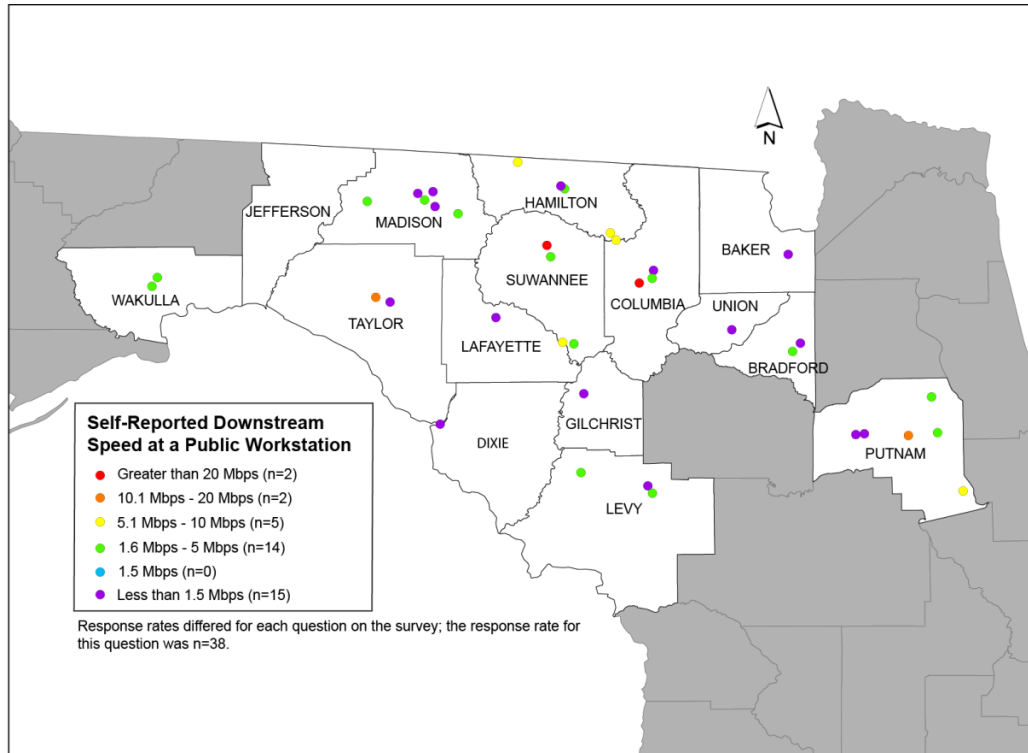 N
JEFFERSON
MADISON
HAMILTON
BAKER
SUWANNEE
WAKULLA
COLUMBIA
UNION
TAYLOR
LAFAYETTE
BRADFORD
GILCHRIST
DIXIE
PUTNAM
LEVY
Self-Reported Downstream
Speed at a Public Workstation
Greater than 20 Mbps (n=2)
10.1 Mbps - 20 Mbps (n=2)
5.1 Mbps - 10 Mbps (n=5)
1.6 Mbps - 5 Mbps (n=14)
1.5 Mbps (n=0)
Less than 1.5 Mbps (n=15)
Response rates differed for each question on the survey; the response rate for
this question was n=38.